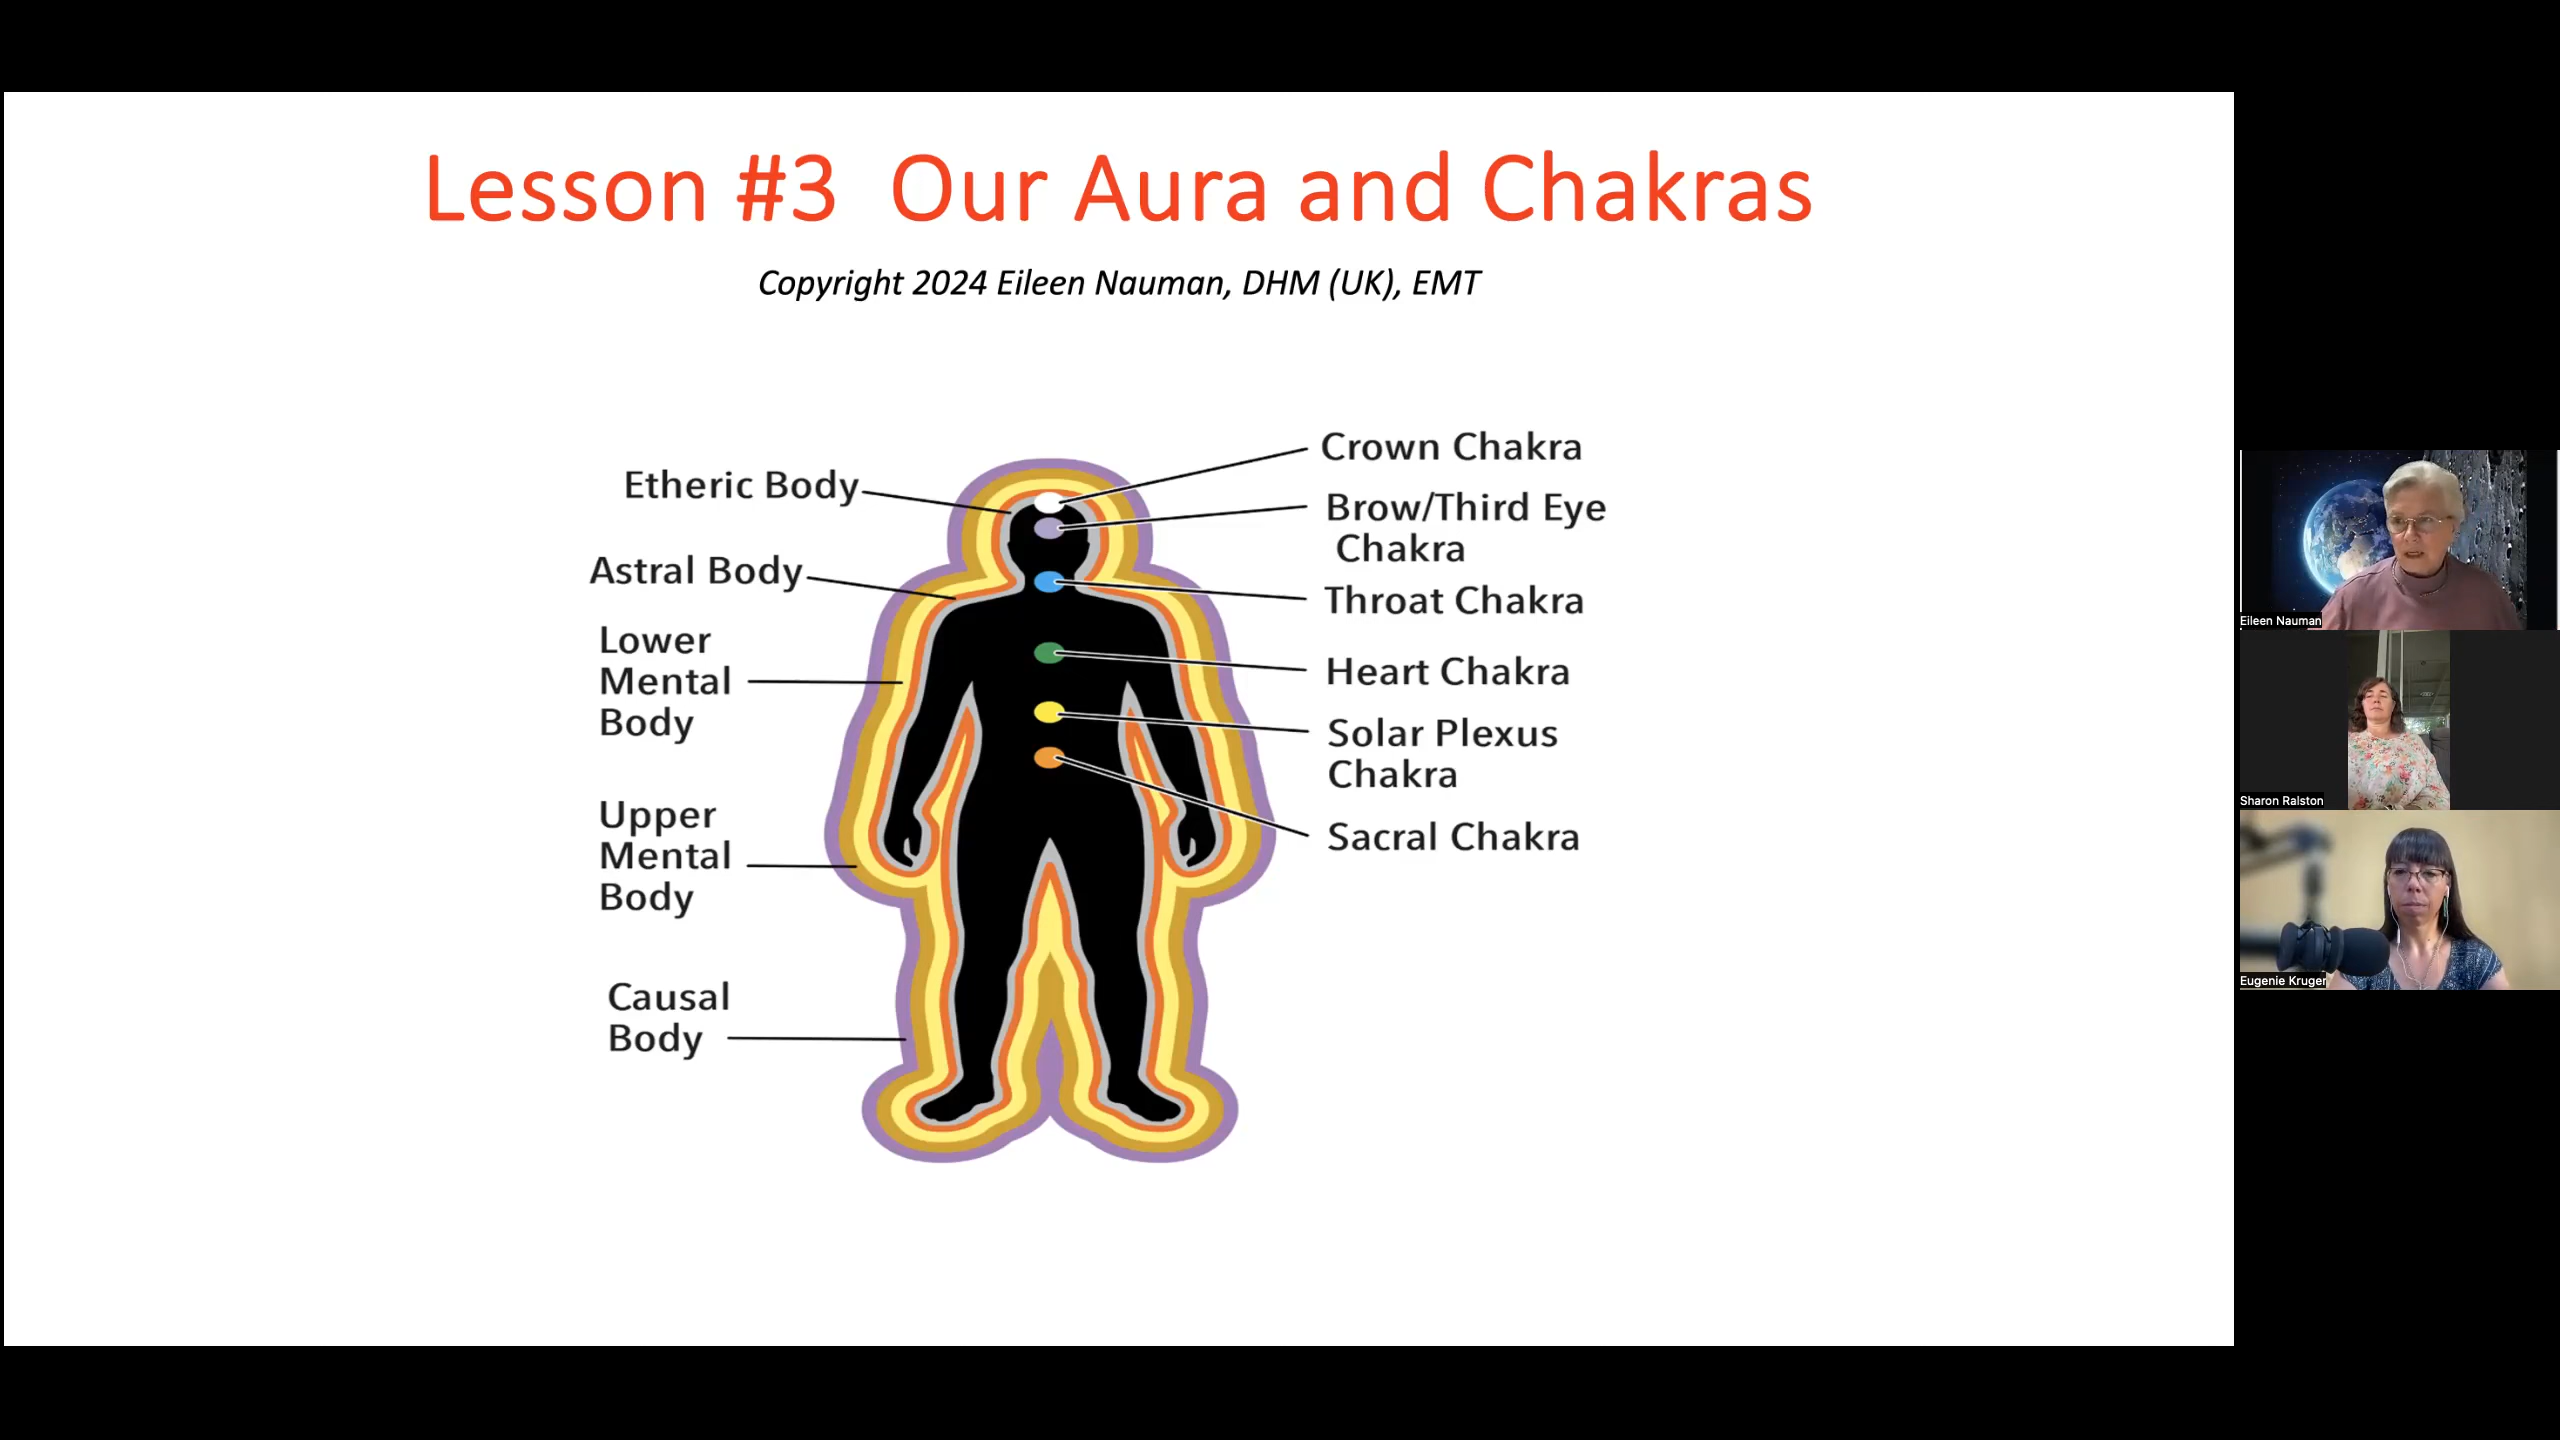 Lesson #3  Our Aura and Chakras
Copyright 2024 Eileen Nauman, DHM (UK), EMT
Etheric Body
Astral Body
Lower
Mental
Body
Upper
Mental
Body
Causal
Body
Crown Chakra
Brow/Third Eye
Chakra
Throat Chakra
Heart Chakra
Solar Plexus
Chakra
Sacral Chakra
Eileen Nauman
Sharon Ralston
Eugenie Kruger